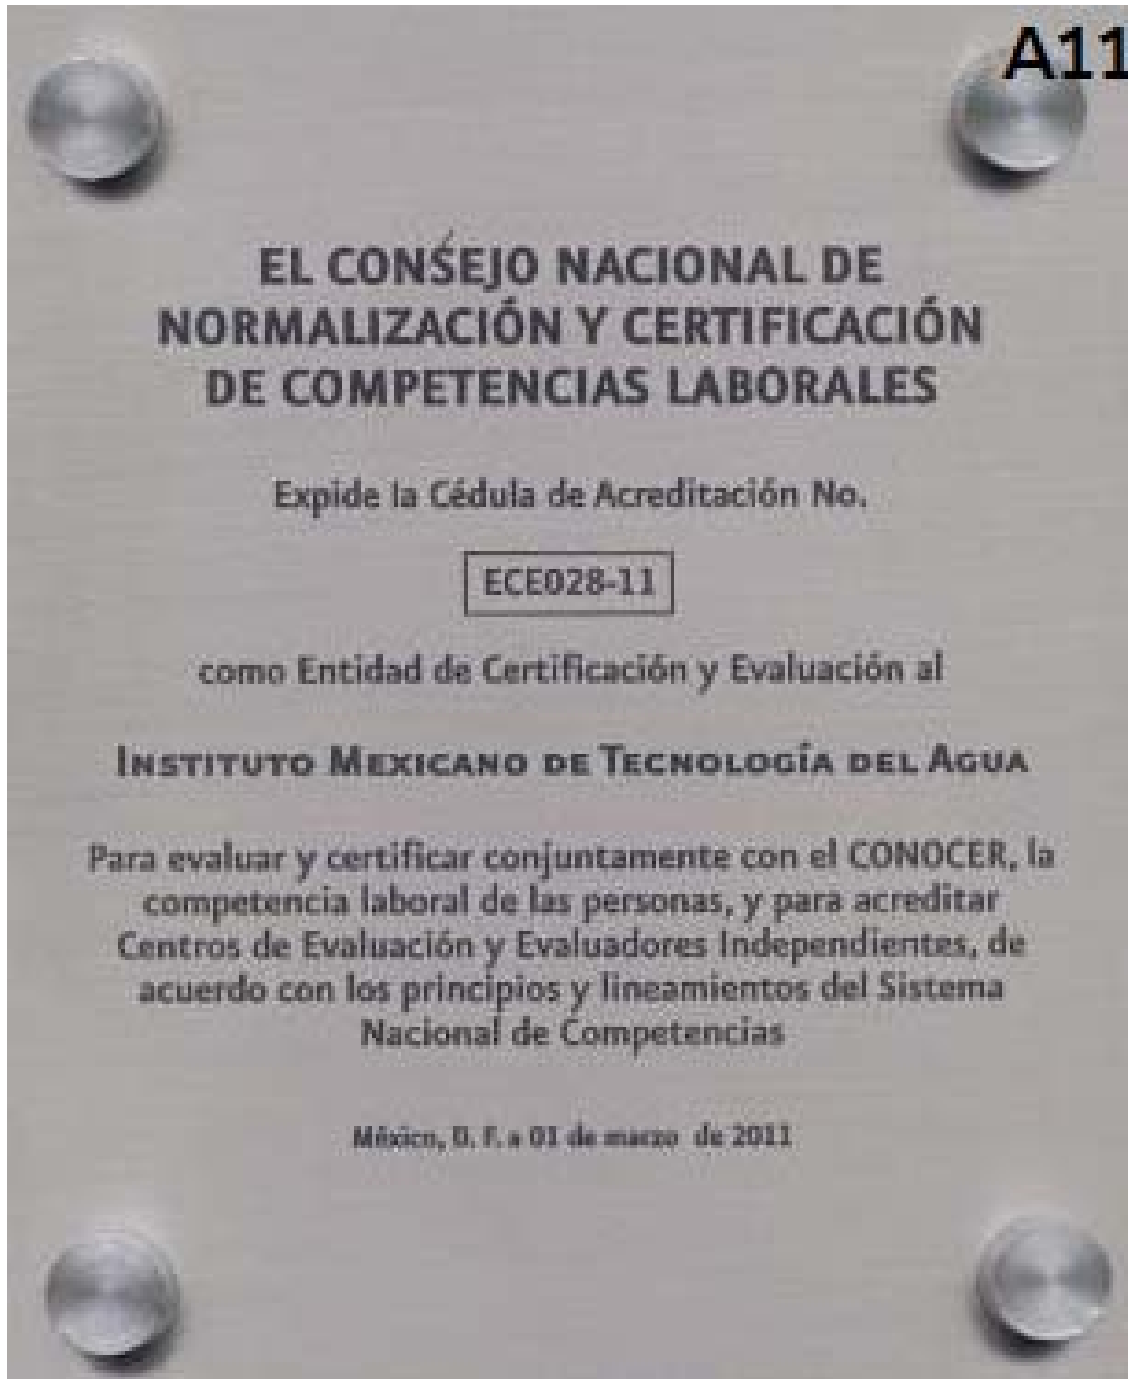 A11
EL CONSEJO NACIONAL DE
NORMALIZACIÓN Y CERTIFICACIÓN
DE COMPETENCIAS LABORALES
Expide la Cédula de Acreditación No.
ECE028-11
como Entidad de Certificación y Evaluación al
INSTITUTO MEXICANO DE TECNOLOGÍA DEL AGUA
Para evaluar y certificar conjuntamente con el CONOCER, la
competencia laboral de las personas, y para acreditar
Centros de Evaluación y Evaluadores Independientes, de
acuerdo con los principios y lineamientos del Sistema
Nacional de Competencias
México, D. F. a 01 de marzo de 2011